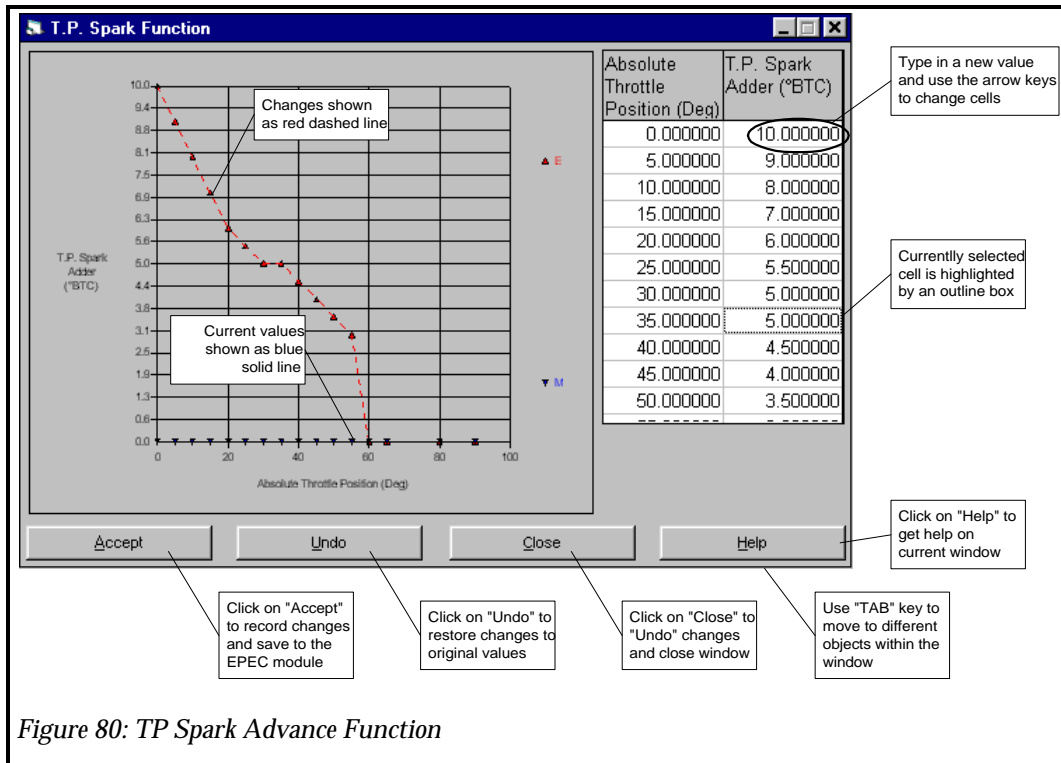 T.P. Spark Function
10.0
9.4
8.8
8.1
7.5
6.9
6.3
5.6
5.0
4.4
3.8
3.1
2.5
1.9
1.3
0.6
0.0
T.P. Spark
Adder
(°BTC)
0
20
40
60
80
100
Absolute Throttle Position (Deg)
Changes shown
as red dashed line
Current values
shown as blue
solid line
E
M
Absolute
Throttle
Position (Deg)
T.P. Spark
Adder (°BTC)
0.000000 10.000000
5.000000 9.000000
10.000000 8.000000
15.000000 7.000000
20.000000 6.000000
25.000000 5.500000
30.000000 5.000000
35.000000 5.000000
40.000000 4.500000
45.000000 4.000000
50.000000 3.500000
Type in a new value
and use the arrow keys
to change cells
Currentlly selected
cell is highlighted
by an outline box
Click on "Help" to
get help on
current window
Accept
Undo
Close
Help
Click on "Accept"
to record changes
and save to the
EPEC module
Click on "Undo" to
restore changes to
original values
Click on "Close" to
"Undo" changes
and close window
Use "TAB" key to
move to different
objects within the
window
Figure 80: TP Spark Advance Function